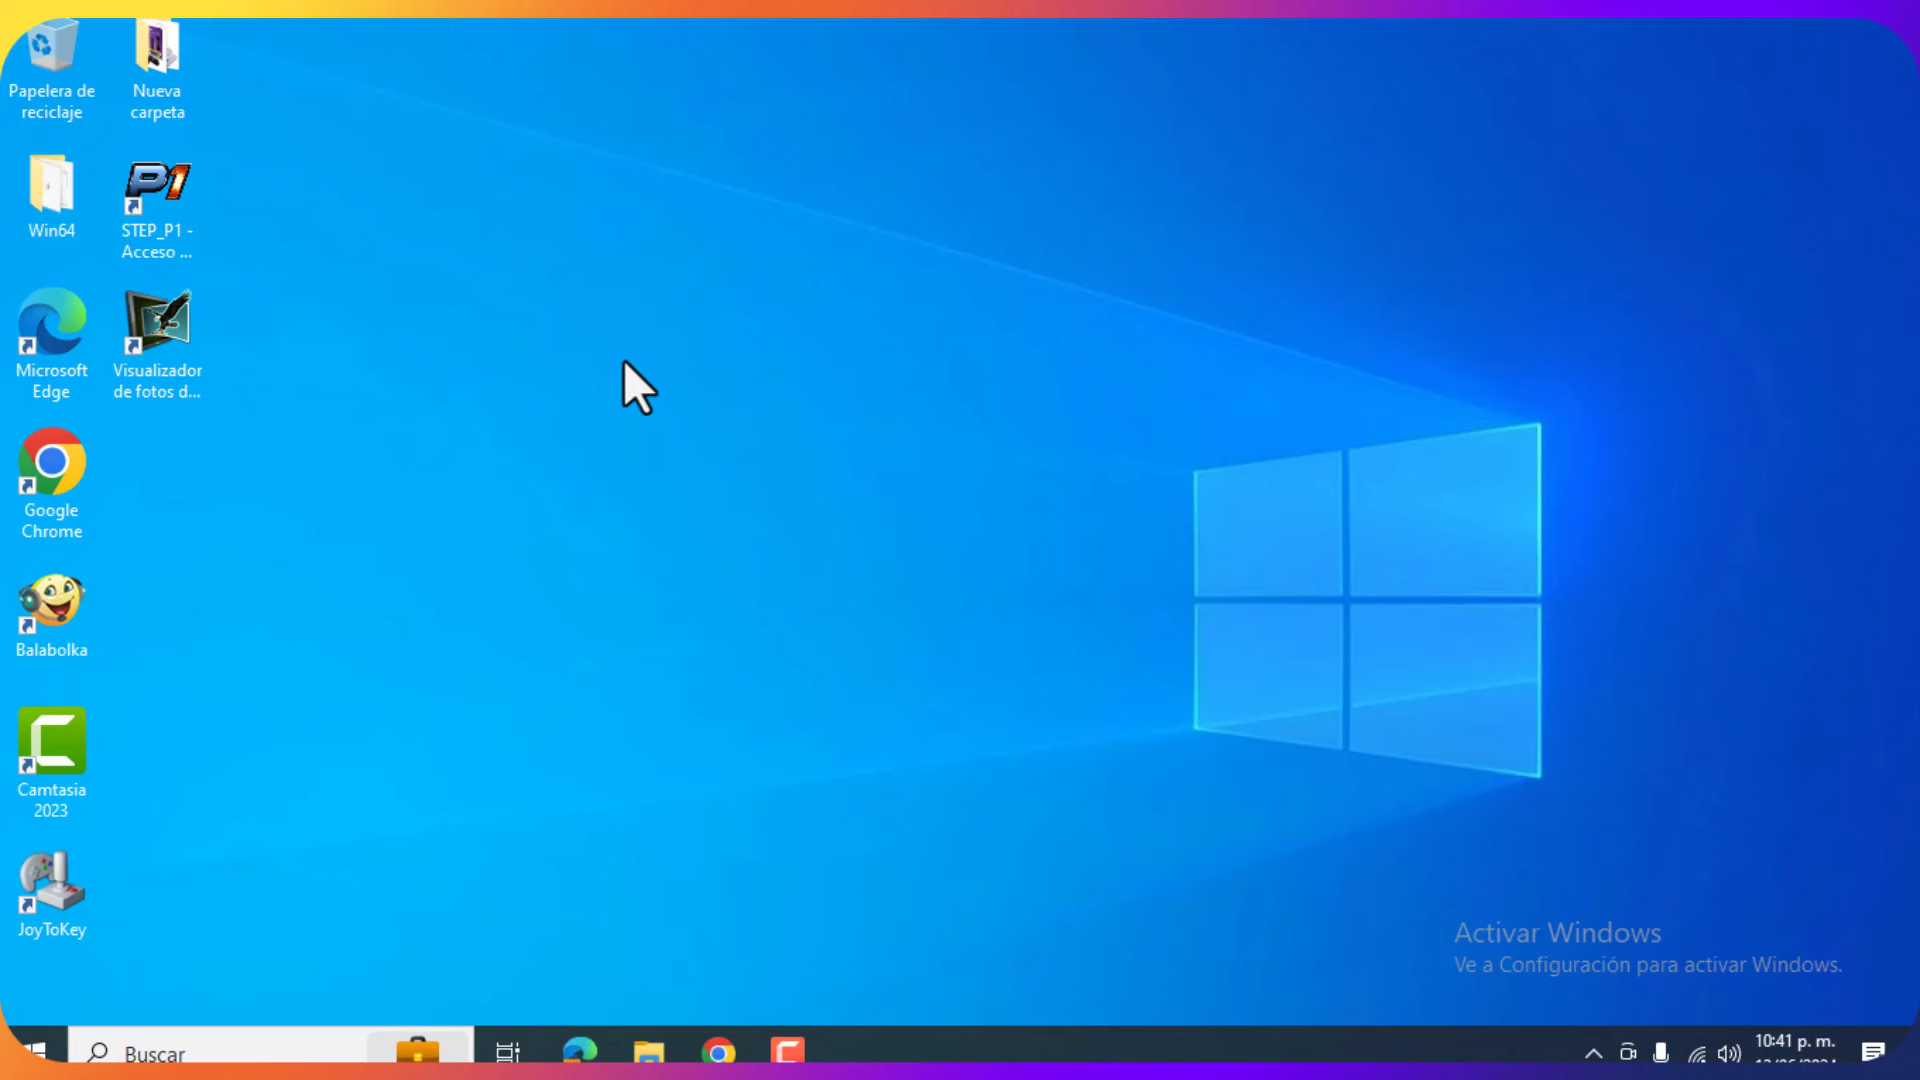 Papelera de
reciclaje
Nueva
carpeta
Win64
P1
STEP_P1 -
Acceso ...
Microsoft
Edge
Visualizador
de fotos d...
Google
Chrome
Balabolka
Camtasia
2023
JoyToKey
Activar Windows
Ve a Configuración para activar Windows.
Buscar
10:41 p. m.